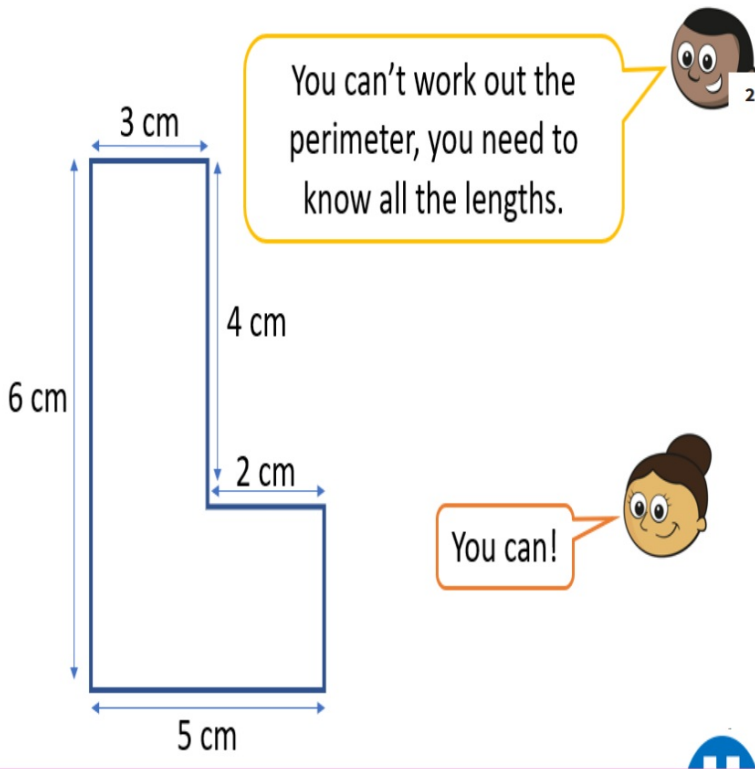 You can't work out the
perimeter, you need to
know all the lengths.
2
3 cm
4 cm
6 cm
2 cm
You can!
5 cm